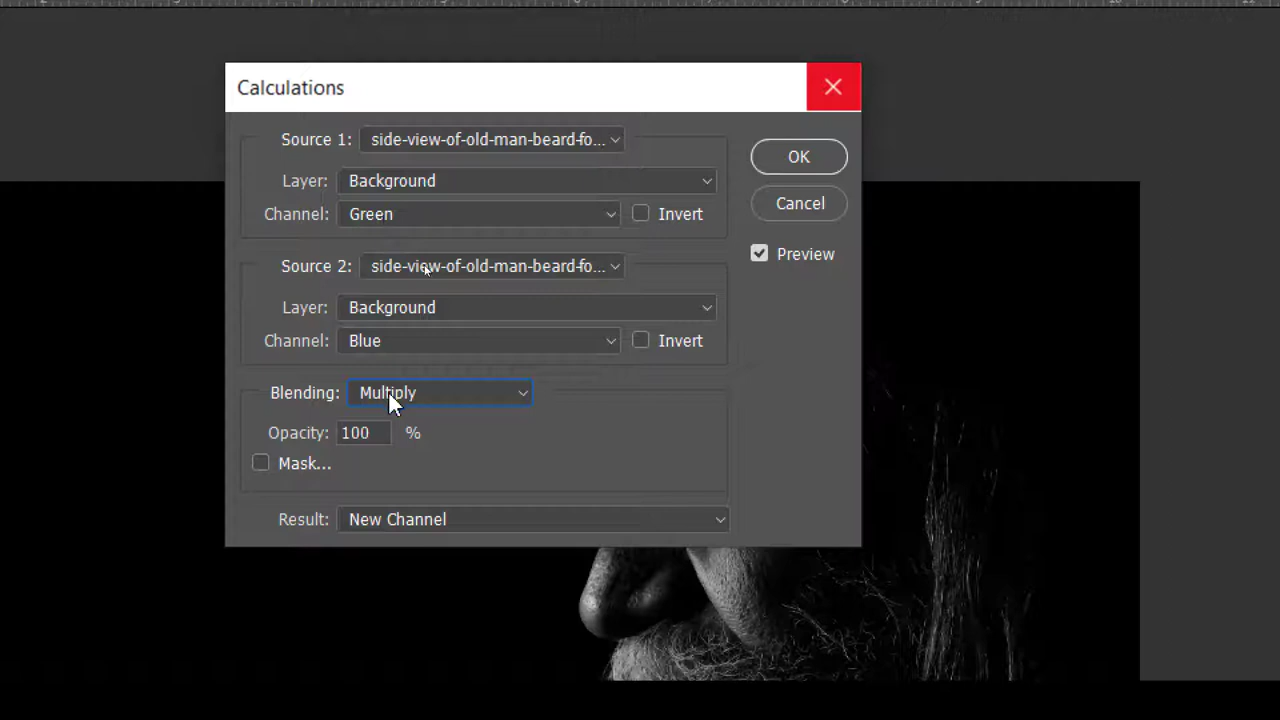 Calculations
Source 1: side-view-of-old-man-beard-fo...
Layer: Background
Channel: Green
Invert
Source 2: side-view-of-old-man-beard-fo...
Layer: Background
Channel: Blue
Invert
Blending: Multiply
Opacity: 100 %
Mask...
Result: New Channel
OK
Cancel
Preview